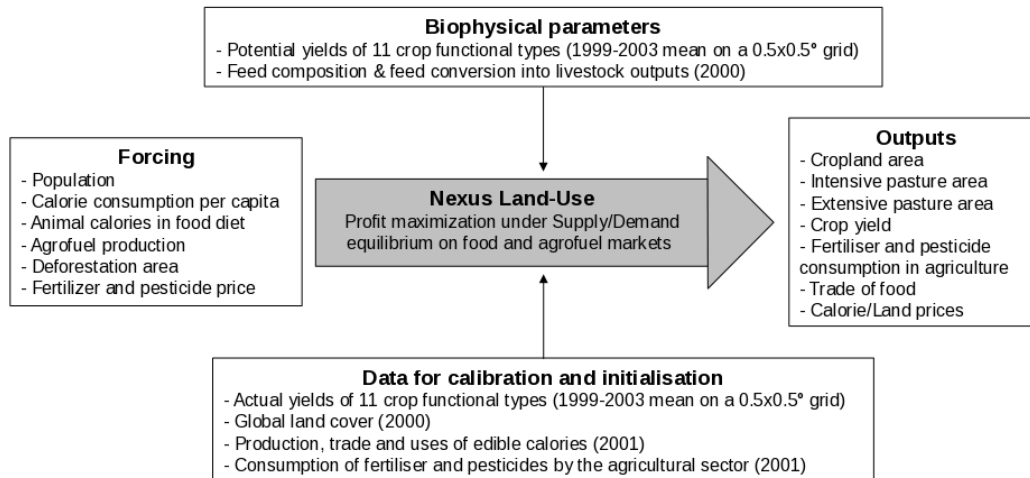 Biophysical parameters
- Potential yields of 11 crop functional types (1999-2003 mean on a 0.5x0.5° grid)
- Feed composition & feed conversion into livestock outputs (2000)
Forcing
- Population
- Calorie consumption per capita
- Animal calories in food diet
- Agrofuel production
- Deforestation area
- Fertilizer and pesticide price
Nexus Land-Use
Profit maximization under Supply/Demand
equilibrium on food and agrofuel markets
Outputs
- Cropland area
- Intensive pasture area
- Extensive pasture area
- Crop yield
- Fertiliser and pesticide
consumption in agriculture
- Trade of food
- Calorie/Land prices
Data for calibration and initialisation
- Actual yields of 11 crop functional types (1999-2003 mean on a 0.5x0.5° grid)
- Global land cover (2000)
- Production, trade and uses of edible calories (2001)
- Consumption of fertiliser and pesticides by the agricultural sector (2001)